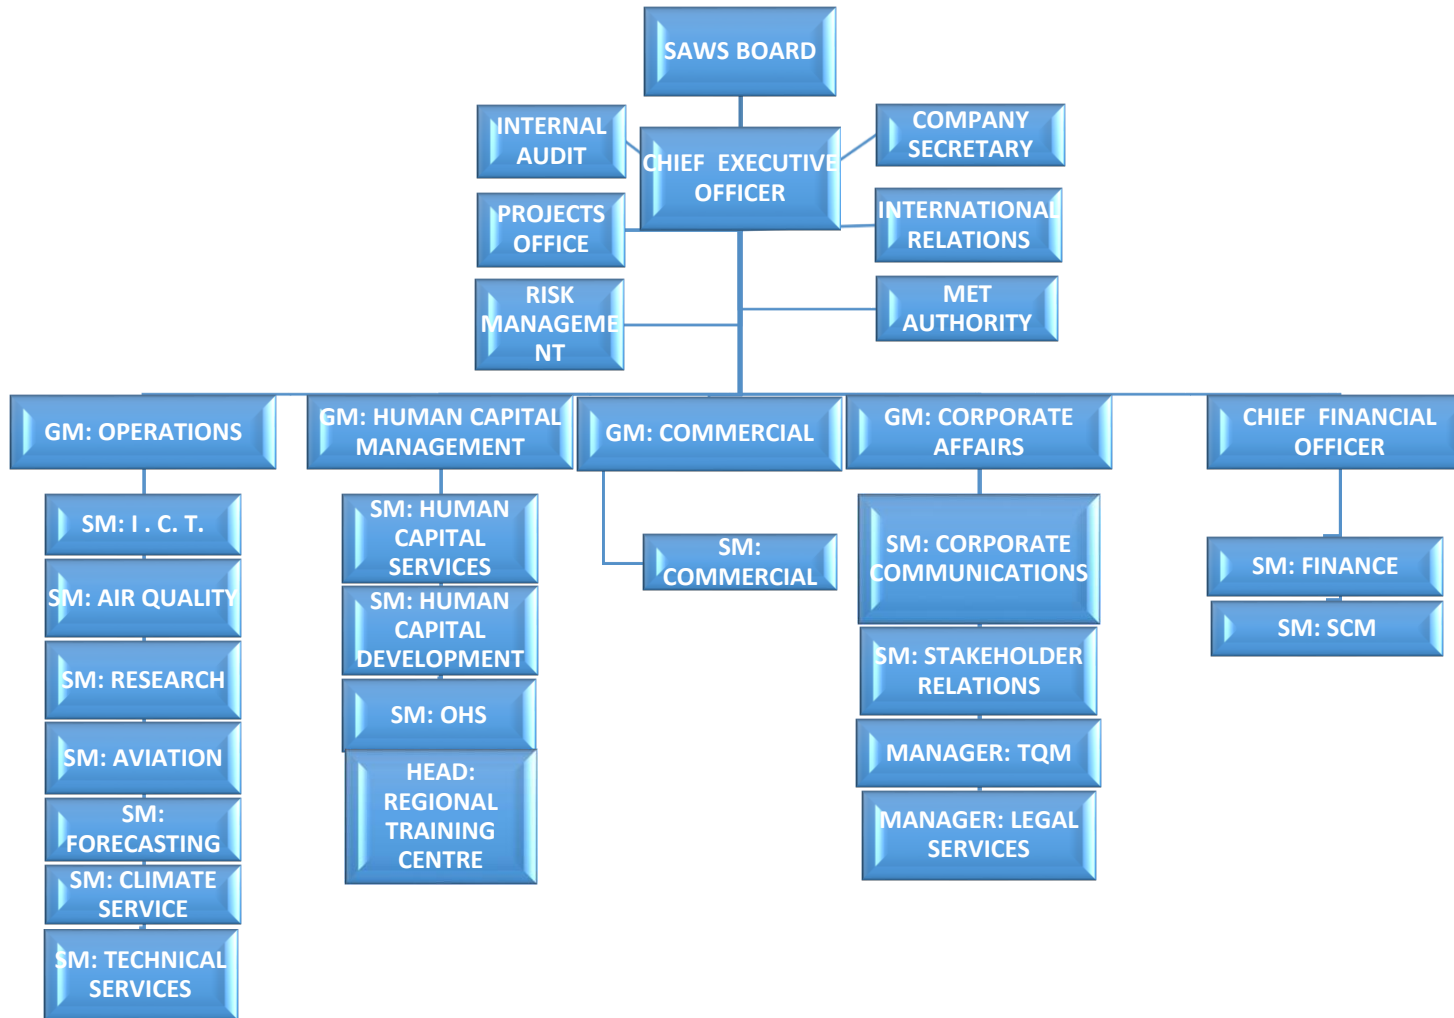 SAWS BOARD
INTERNAL
AUDIT
CHIEF EXECUTIVE
OFFICER
COMPANY
SECRETARY
PROJECTS
OFFICE
INTERNATIONAL
RELATIONS
RISK
MANAGEME
NT
MET
AUTHORITY
GM: OPERATIONS
GM: HUMAN CAPITAL
MANAGEMENT
GM: COMMERCIAL
GM: CORPORATE
AFFAIRS
CHIEF FINANCIAL
OFFICER
SM: I . C. T.
SM: AIR QUALITY
SM: RESEARCH
SM: AVIATION
SM:
FORECASTING
SM: CLIMATE
SERVICE
SM: TECHNICAL
SERVICES
SM: HUMAN
CAPITAL
SERVICES
SM: HUMAN
CAPITAL
DEVELOPMENT
SM: OHS
HEAD:
REGIONAL
TRAINING
CENTRE
SM:
COMMERCIAL
SM: CORPORATE
COMMUNICATIONS
SM: STAKEHOLDER
RELATIONS
MANAGER: TQM
MANAGER: LEGAL
SERVICES
SM: FINANCE
SM: SCM